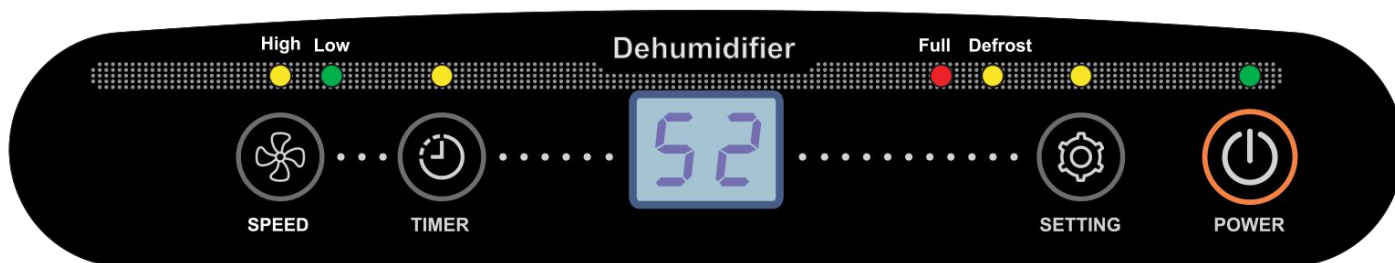 High Low
Dehumidifier
Full Defrost
52
SPEED
TIMER
SETTING
POWER